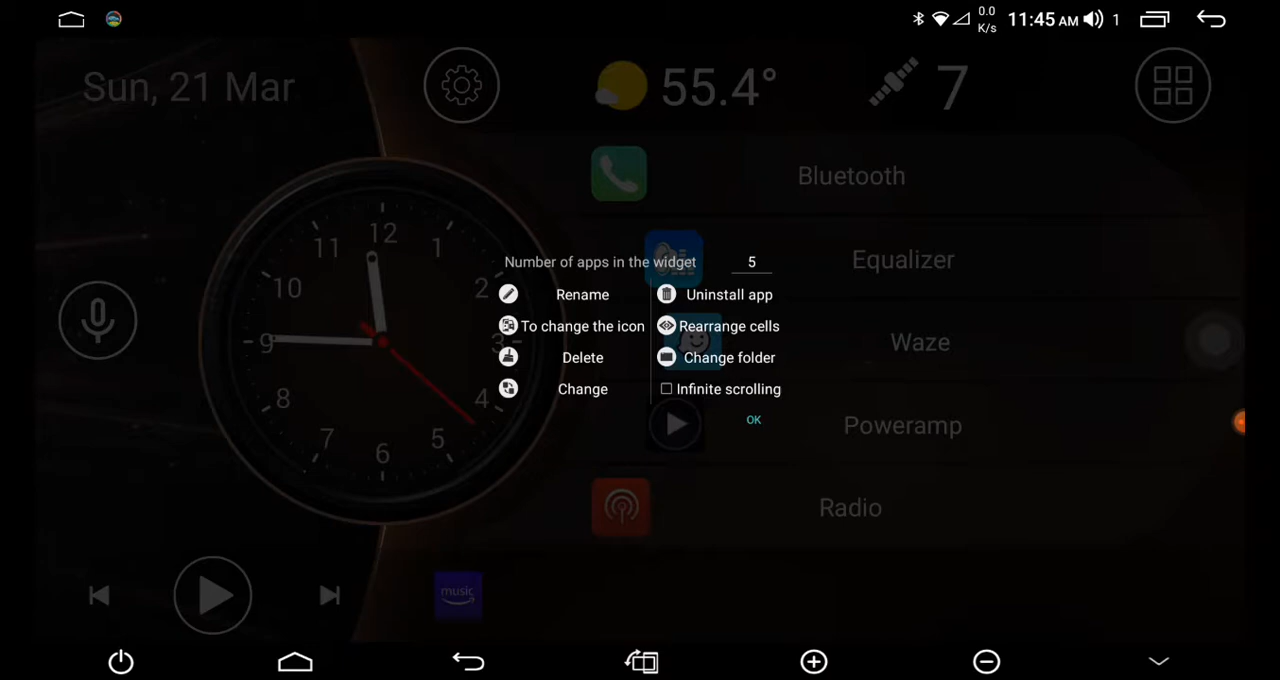 0.0
K/s
11:45 AM
1
Sun, 21 Mar
55.4°
7
Bluetooth
Equalizer
Waze
Poweramp
Radio
12
1
2
3
4
5
6
7
8
9
10
11
Number of apps in the widget 5
Rename
Uninstall app
To change the icon
Rearrange cells
Delete
Change folder
Change
Infinite scrolling
OK
music